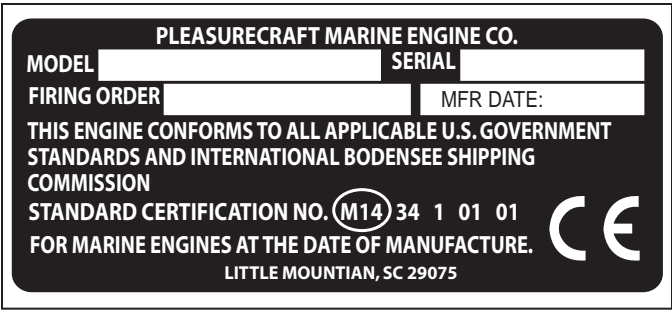 PLEASURECRAFT MARINE ENGINE CO.
MODEL SERIAL
FIRING ORDER MFR DATE:
THIS ENGINE CONFORMS TO ALL APPLICABLE U.S. GOVERNMENT
STANDARDS AND INTERNATIONAL BODENSEE SHIPPING
COMMISSION
STANDARD CERTIFICATION NO. M14 34 1 01 01
FOR MARINE ENGINES AT THE DATE OF MANUFACTURE.
CE
LITTLE MOUNTIAN, SC 29075